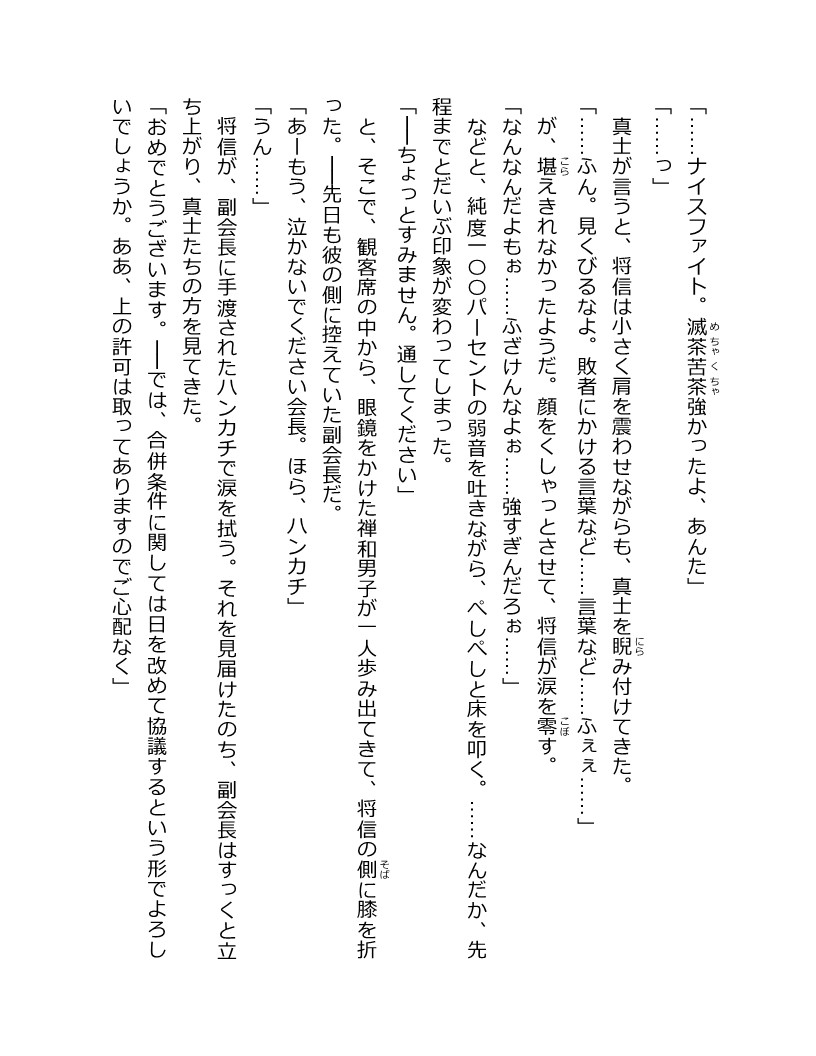 「……ナイスファイト。滅茶苦茶強かったよ、あんた」
「……っ」
　真士が言うと、将信は小さく肩を震わせながらも、真士を睨み付けてきた。
「……ふん。見くびるなよ。敗者にかける言葉など……言葉など……ふぇぇ……」
　が、堪えきれなかったようだ。顔をくしゃっとさせて、将信が涙を零す。
「なんなんだよもぉ……ふざけんなよぉ……強すぎんだろぉ……」
　などと、純度一〇〇パーセントの弱音を吐きながら、ぺしぺしと床を叩く。……なんだか、先
程までとだいぶ印象が変わってしまった。
「――ちょっとすみません。通してください」
　と、そこで、観客席の中から、眼鏡をかけた禅和男子が一人歩み出てきて、将信の側に膝を折
った。――先日も彼の側に控えていた副会長だ。
「あーもう、泣かないでください会長。ほら、ハンカチ」
「うん……」
　将信が、副会長に手渡されたハンカチで涙を拭う。それを見届けたのち、副会長はすっくと立
ち上がり、真士たちの方を見てきた。
「おめでとうございます。――では、合併条件に関しては日を改めて協議するという形でよろし
いでしょうか。ああ、上の許可は取ってありますのでご心配なく」